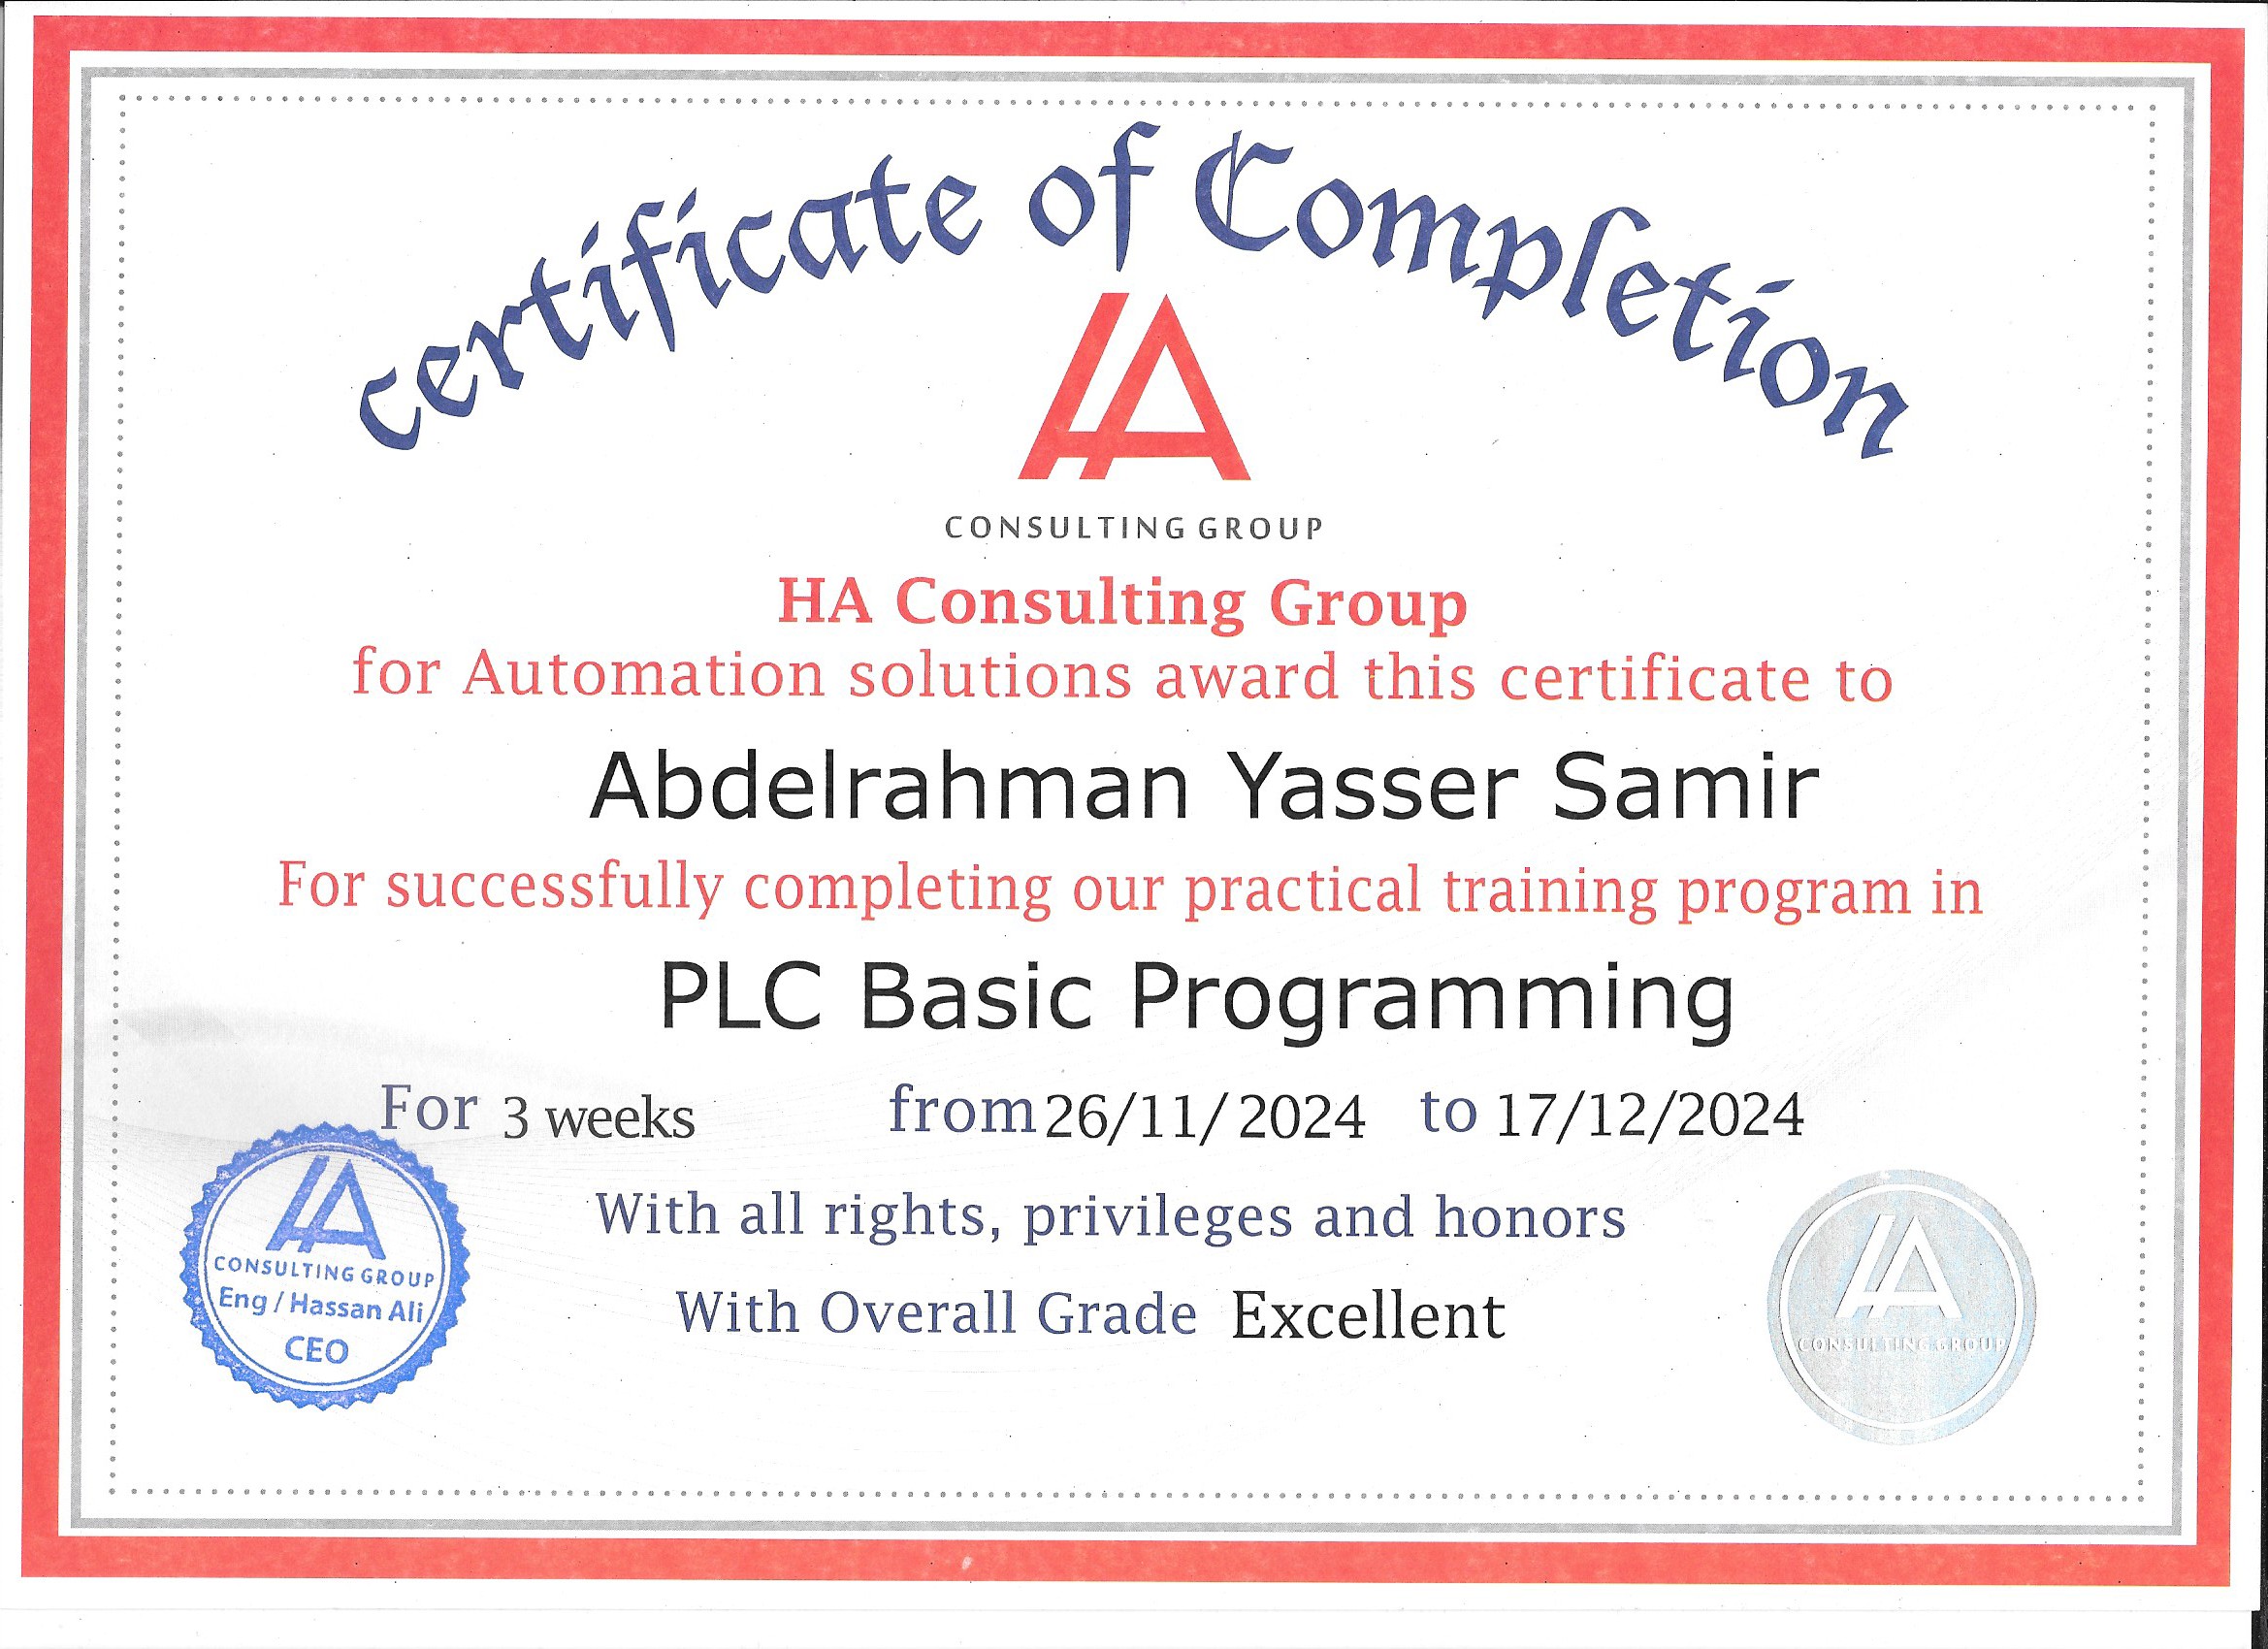 certificate of Completion
CONSULTING GROUP
HA Consulting Group
for Automation solutions award this certificate to
Abdelrahman Yasser Samir
For successfully completing our practical training program in
PLC Basic Programming
For 3 weeks from 26/11/2024 to 17/12/2024
With all rights, privileges and honors
With Overall Grade Excellent
CONSULTING GROUP
Eng / Hassan Ali
CEO
CONSULTING GROUP